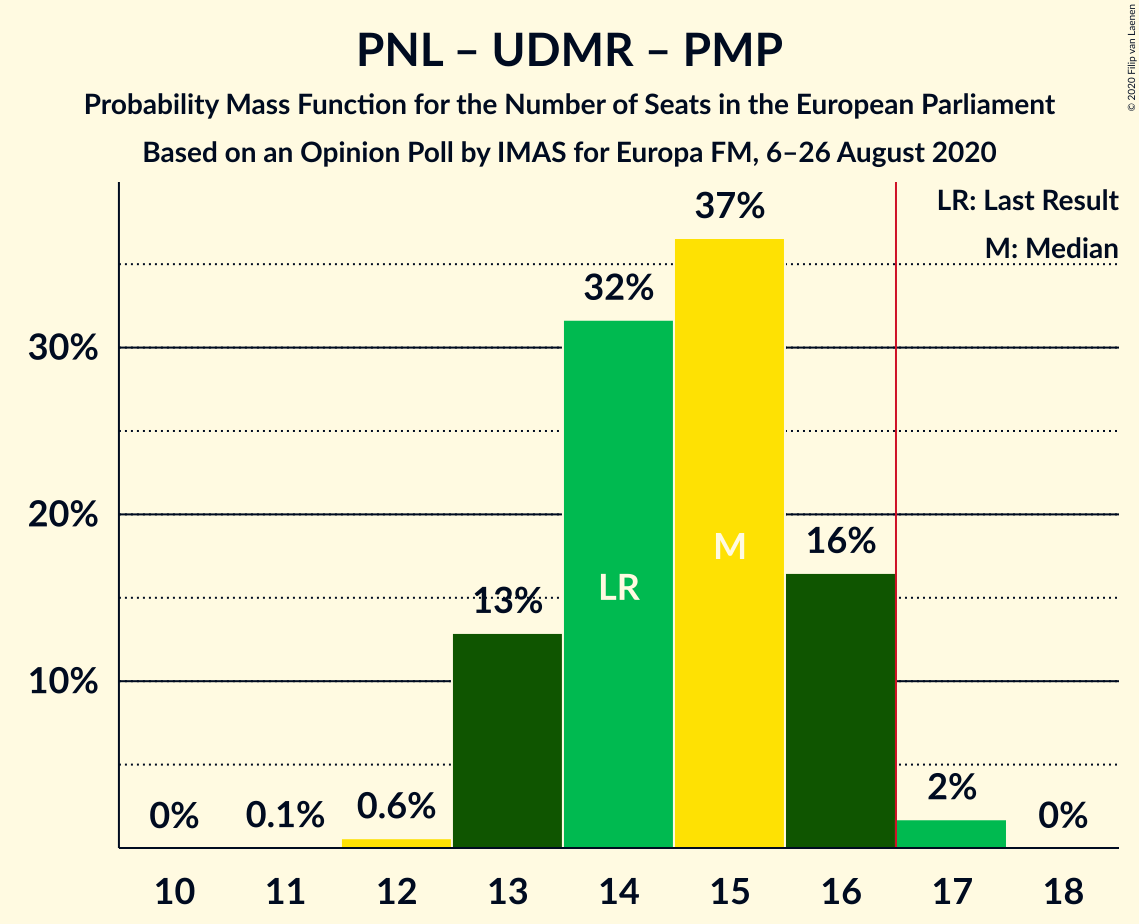 PNL – UDMR – PMP
Probability Mass Function for the Number of Seats in the European Parliament
Based on an Opinion Poll by IMAS for Europa FM, 6–26 August 2020
© 2020 Filip van Laenen
LR: Last Result
M: Median
37%
32%
30%
20%
16%
M
LR
13%
10%
2%
0.6%
0%
0.1%
0%
10 11 12 13 14 15 16 17 18